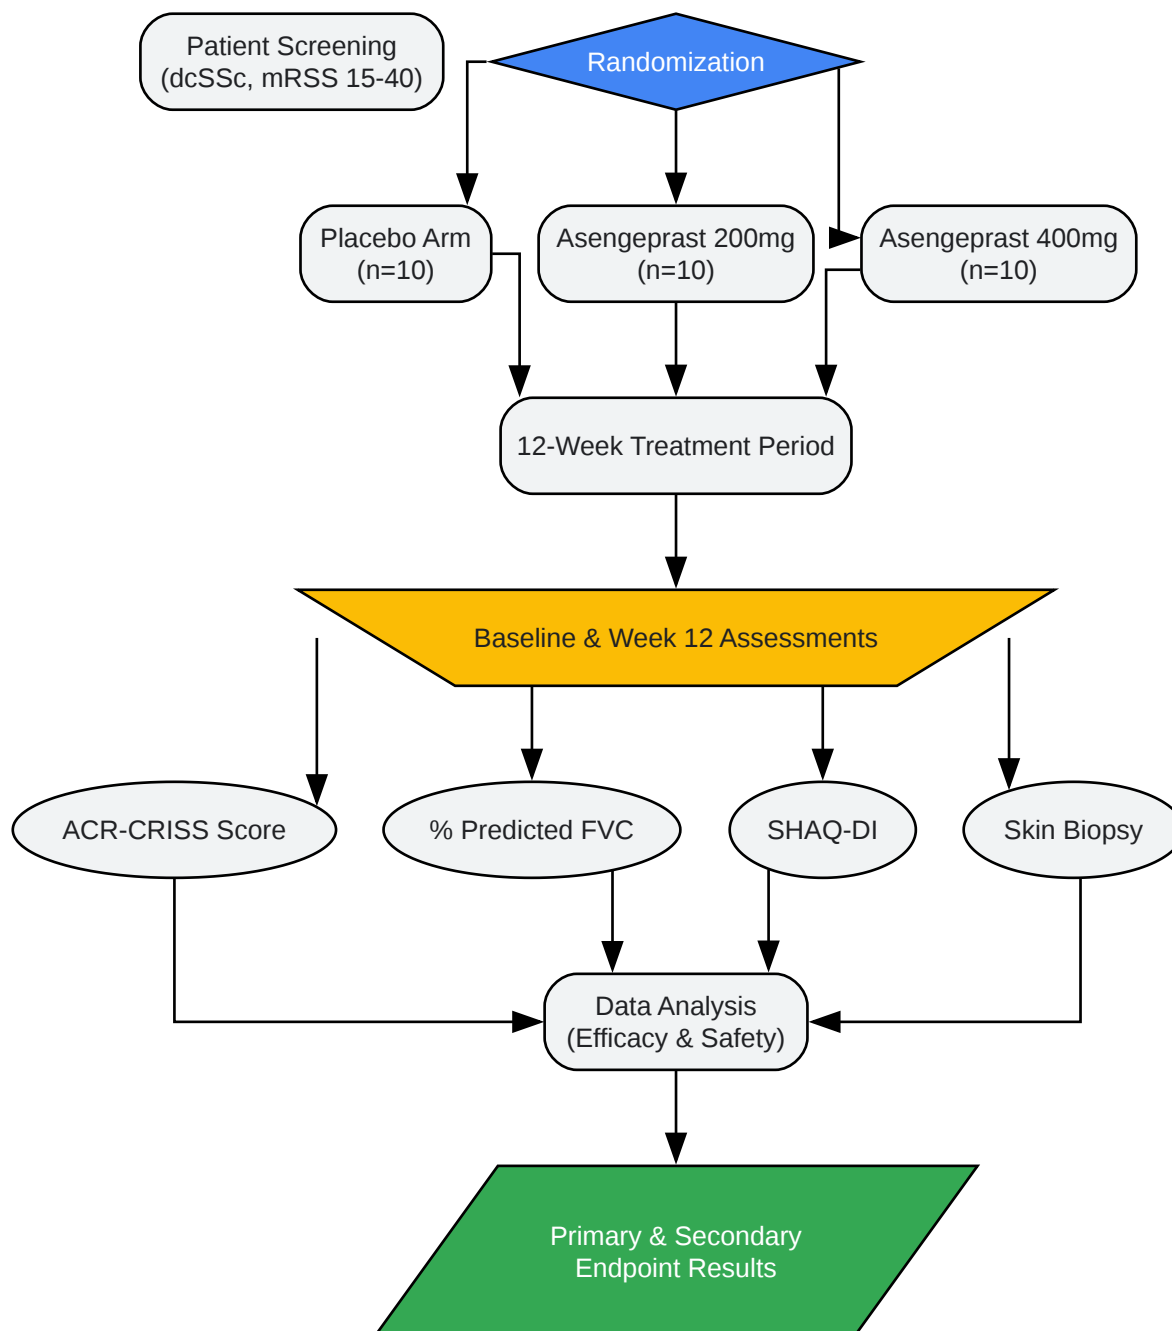 Patient Screening
(dcSSc, mRSS 15-40)
Randomization
Placebo Arm
(n=10)
Asengeprast 200mg
(n=10)
Asengeprast 400mg
(n=10)
12-Week Treatment Period
Baseline & Week 12 Assessments
ACR-CRISS Score
% Predicted FVC
SHAQ-DI
Skin Biopsy
Data Analysis
(Efficacy & Safety)
Primary & Secondary
Endpoint Results